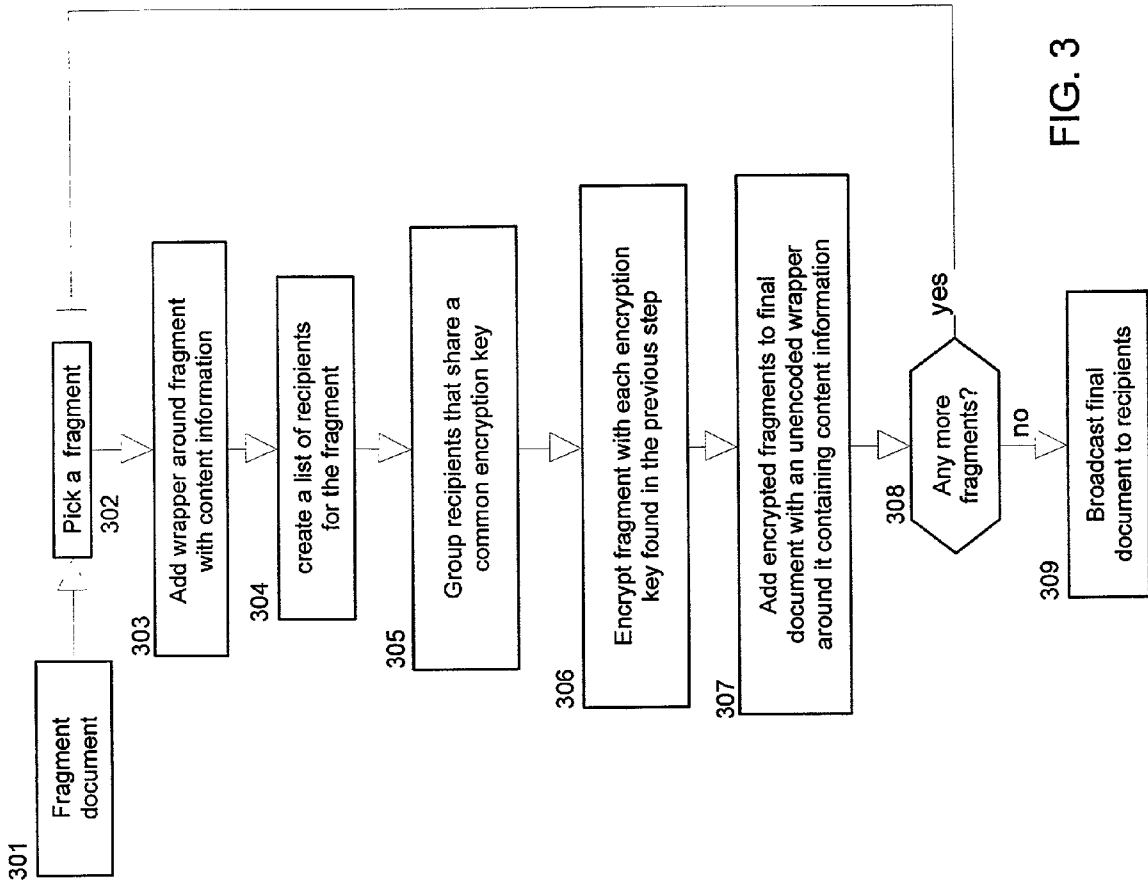 301
Fragment
document
Pick a fragment
302
303
Add wrapper around fragment
with content information
304
create a list of recipients
for the fragment
305
Group recipients that share a
common encryption key
306
Encrypt fragment with each encryption
key found in the previous step
307
Add encrypted fragments to final
document with an unencoded wrapper
around it containing content information
308
Any more
fragments?
yes
no
309
Broadcast final
document to recipients
FIG. 3